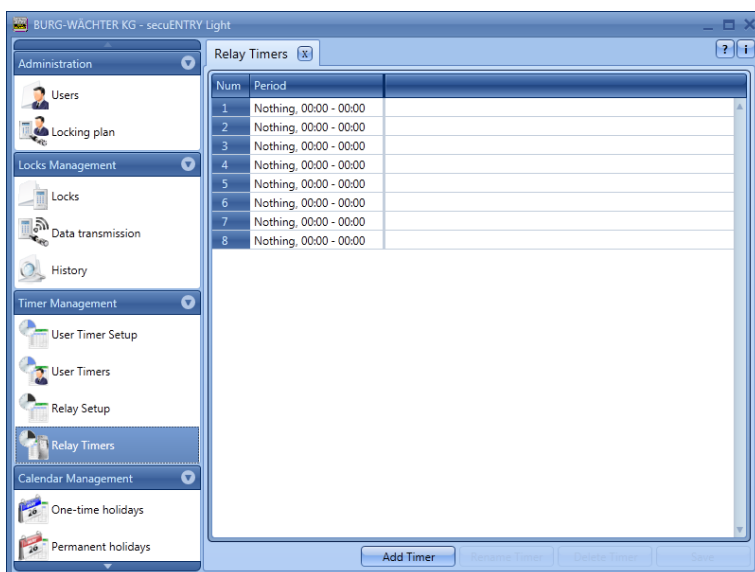 BURG-WÄCHTER KG - secuENTRY Light
Administration
Users
Locking plan
Locks Management
Locks
Data transmission
History
Timer Management
User Timer Setup
User Timers
Relay Setup
Relay Timers
Calendar Management
One-time holidays
Permanent holidays
Relay Timers x
? i
Num Period
1 Nothing, 00:00 - 00:00
2 Nothing, 00:00 - 00:00
3 Nothing, 00:00 - 00:00
4 Nothing, 00:00 - 00:00
5 Nothing, 00:00 - 00:00
6 Nothing, 00:00 - 00:00
7 Nothing, 00:00 - 00:00
8 Nothing, 00:00 - 00:00
Add Timer Rename Timer Delete Timer Save